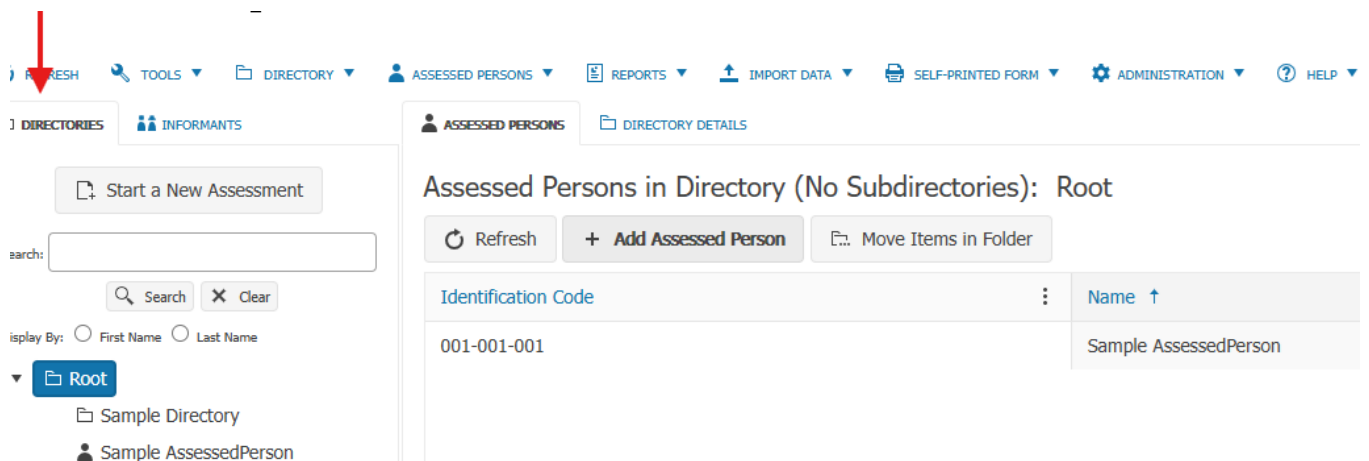 REFRESH TOOLS DIRECTORY ASSESSED PERSONS REPORTS IMPORT DATA SELF-PRINTED FORM ADMINISTRATION HELP
DIRECTORIES INFORMANTS ASSESSED PERSONS DIRECTORY DETAILS
Start a New Assessment
Assessed Persons in Directory (No Subdirectories): Root
Refresh + Add Assessed Person Move Items in Folder
earch:
Search Clear
Identification Code Name
isplay By: First Name Last Name
001-001-001 Sample AssessedPerson
Root
Sample Directory
Sample AssessedPerson